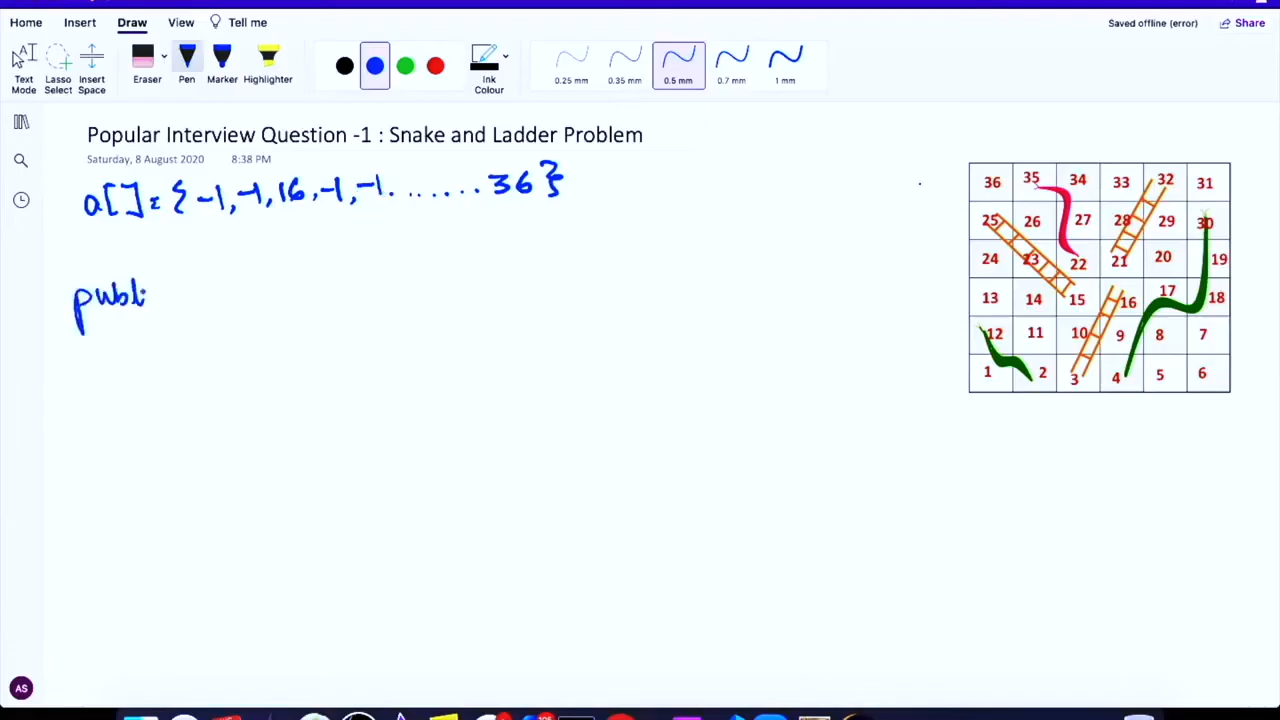 Home Insert Draw View Tell me
Saved offline (error) Share
Text Mode
Lasso Select
Insert Space
Eraser
Pen
Marker
Highlighter
Ink Colour
0.25 mm
0.35 mm
0.5 mm
0.7 mm
1 mm
Popular Interview Question -1 : Snake and Ladder Problem
Saturday, 8 August 2020 8:38 PM
a[] = { -1, -1, 16, -1, -1. ...... 36 }
publi
36 35 34 33 32 31
25 26 27 28 29 30
24 23 22 21 20 19
13 14 15 16 17 18
12 11 10 9 8 7
1 2 3 4 5 6
AS